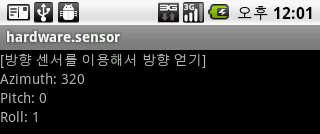 3G 3G 오후 12:01
hardware.sensor
[방향 센서를 이용해서 방향 얻기]
Azimuth: 320
Pitch: 0
Roll: 1